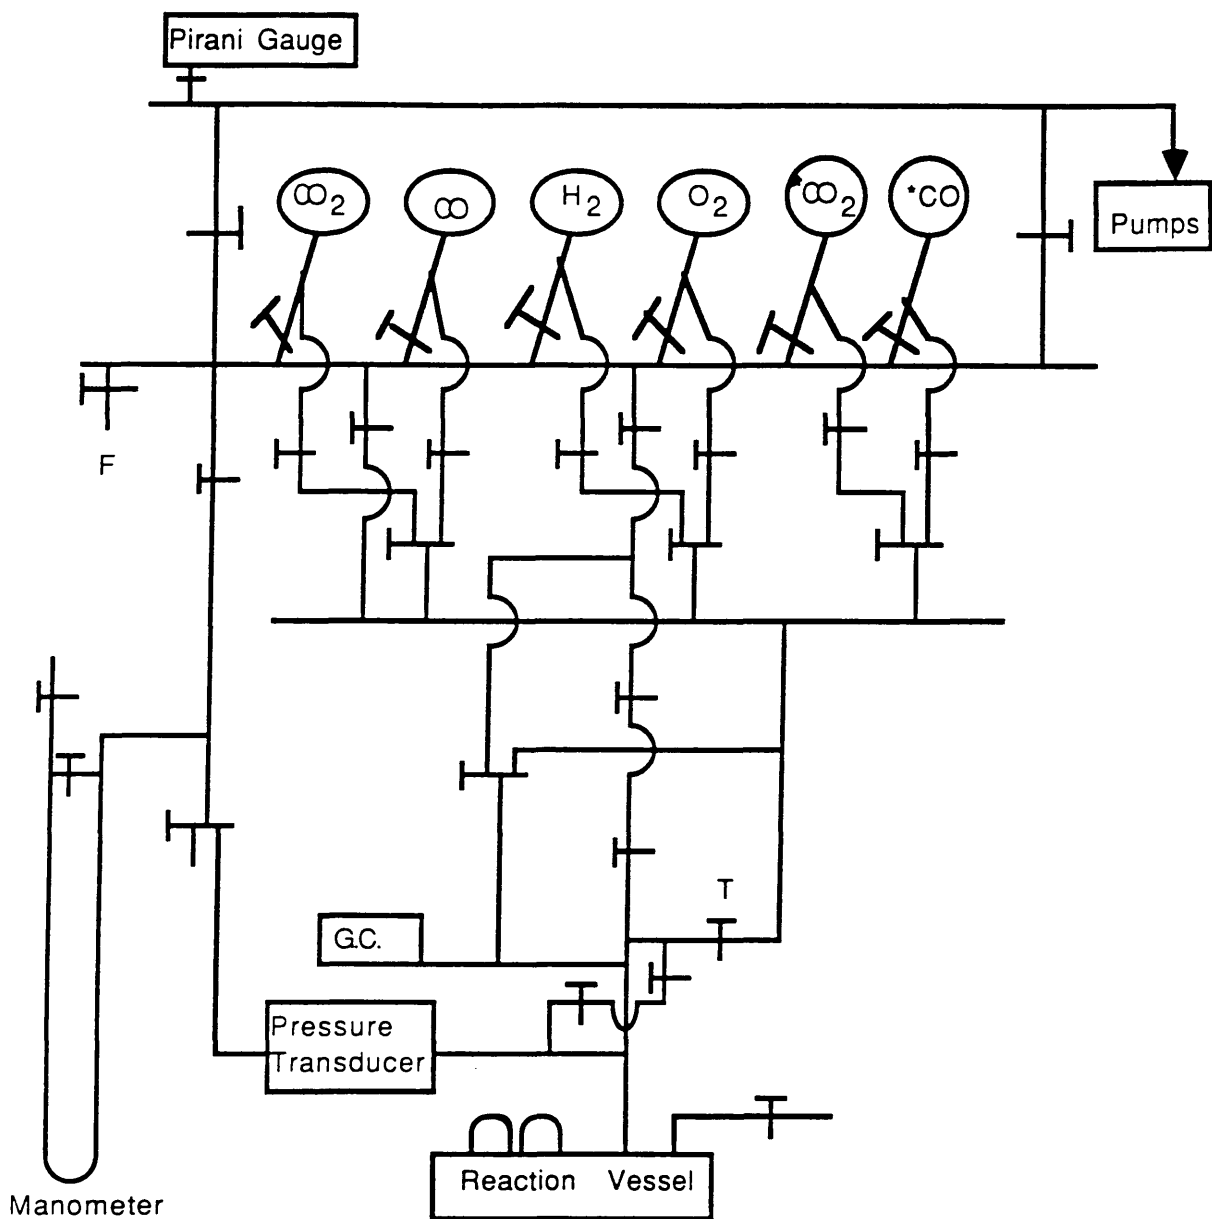 Pirani Gauge
CO2
CO
H2
O2
*CO2
*CO
Pumps
F
T
G.C.
Pressure
Transducer
Reaction Vessel
Manometer